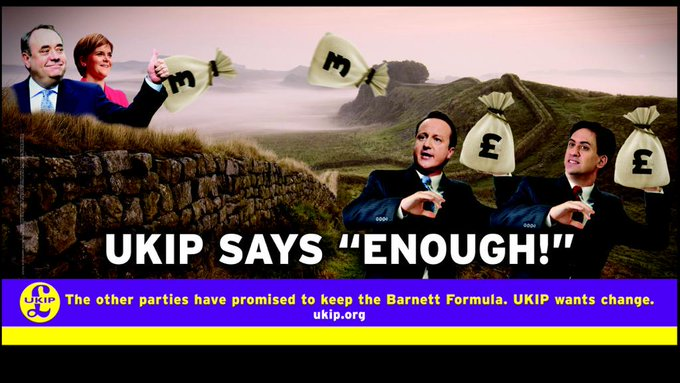 £
£
£
£
UKIP SAYS “ENOUGH!”
UKIP
The other parties have promised to keep the Barnett Formula. UKIP wants change.
ukip.org